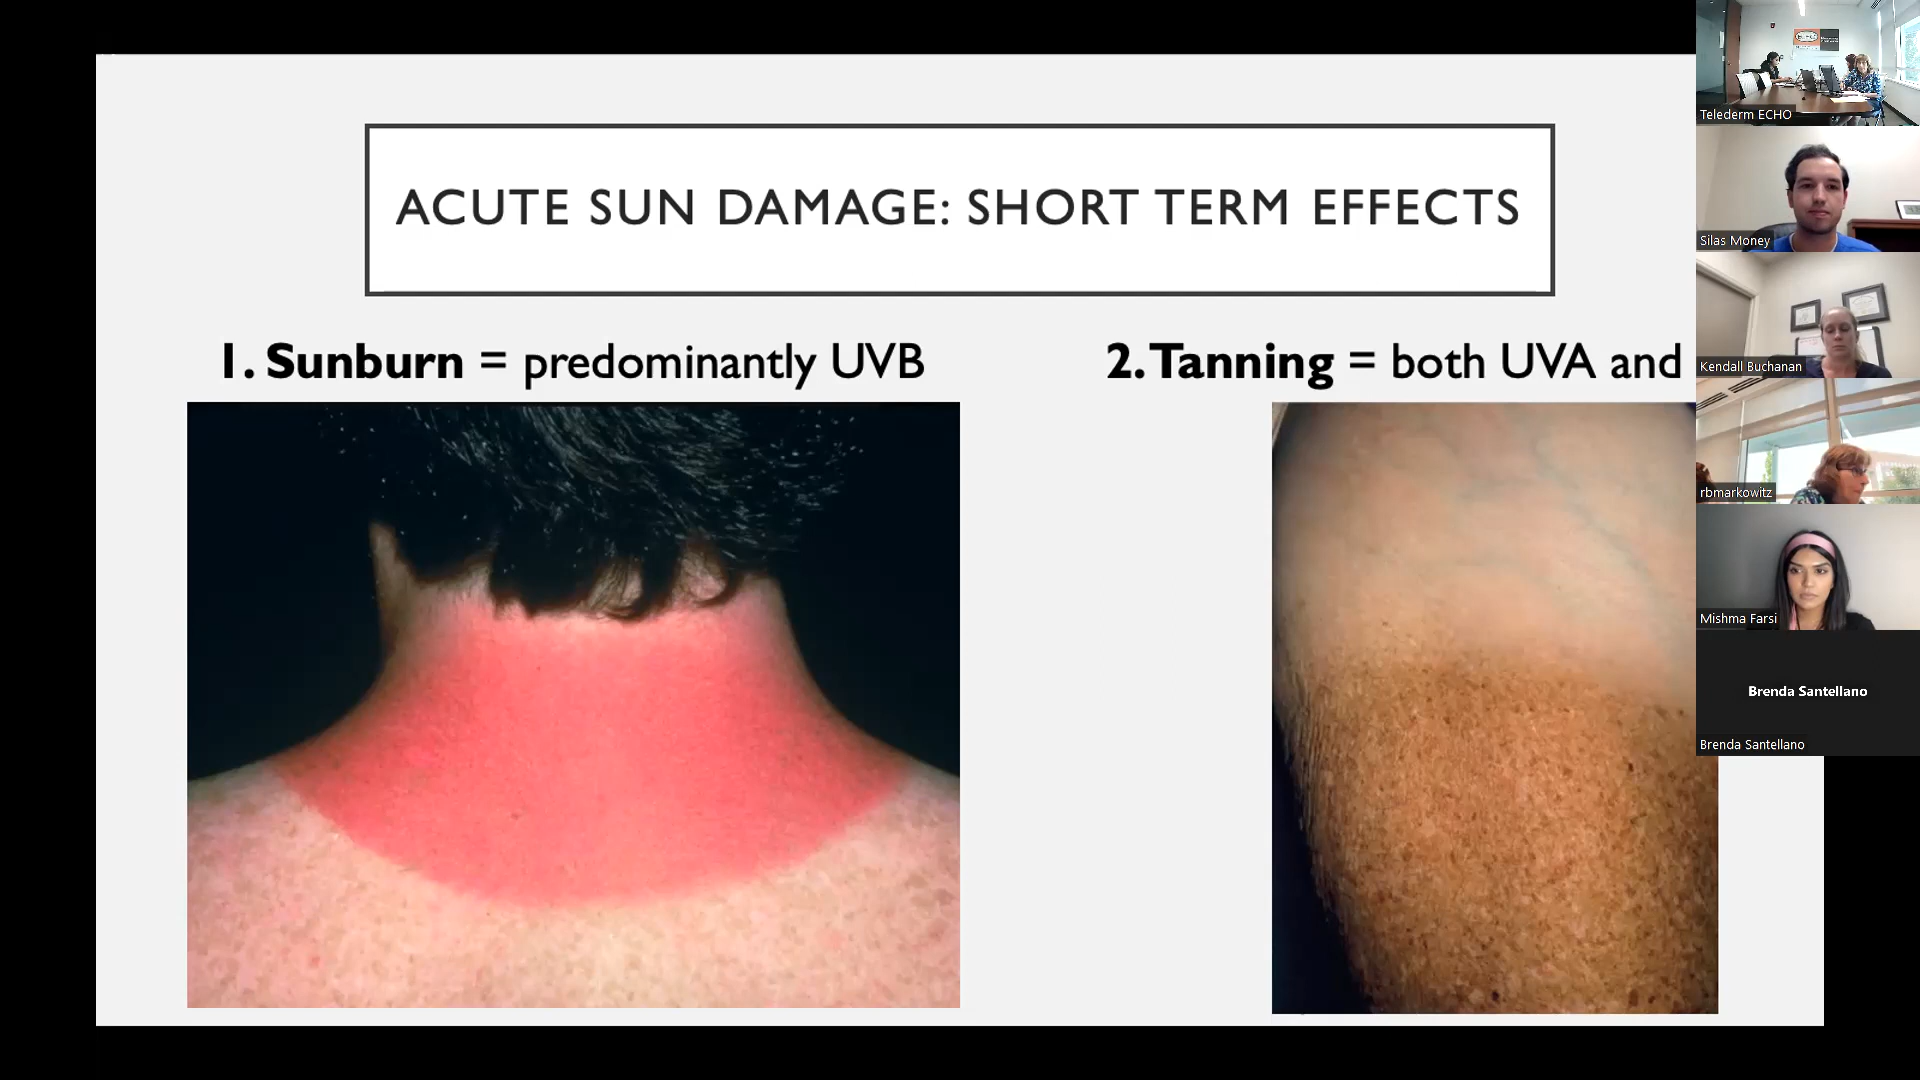 ACUTE SUN DAMAGE: SHORT TERM EFFECTS
1. Sunburn = predominantly UVB
2. Tanning = both UVA and
Telederm ECHO
Silas Money
Kendall Buchanan
rbmarkowitz
Mishma Farsi
Brenda Santellano
Brenda Santellano